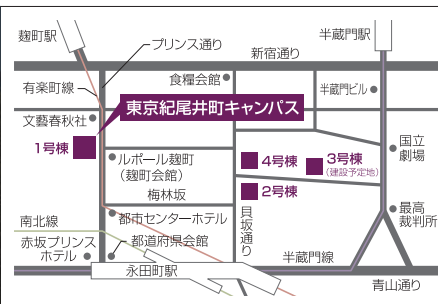 麹町駅
プリンス通り
半蔵門駅
新宿通り
有楽町線
食糧会館
半蔵門ビル
文藝春秋社
東京紀尾井町キャンパス
1号棟
ルポール麹町
(麹町会館)
4号棟
3号棟
(建設予定地)
国立
劇場
梅林坂
2号棟
南北線
都市センターホテル
貝坂通り
最高
裁判所
赤坂プリンス
ホテル
都道府県会館
半蔵門線
永田町駅
青山通り